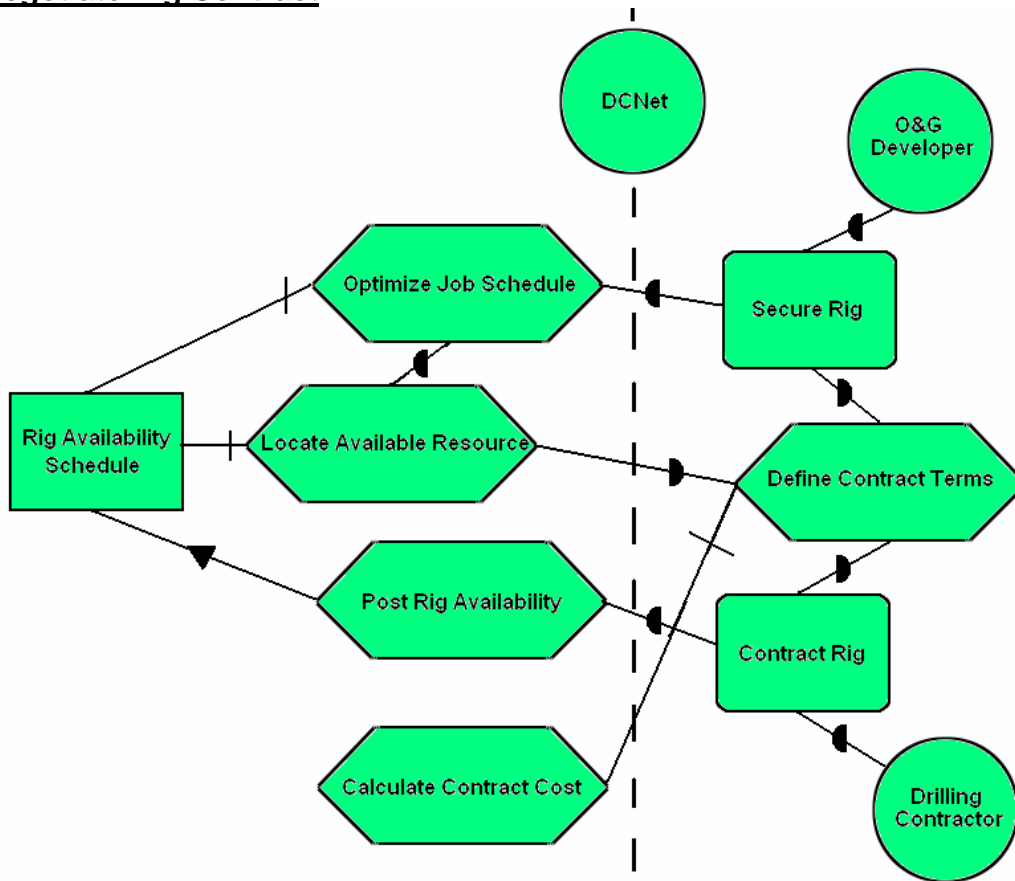 DCNet
O&G
Developer
Optimize Job Schedule
Secure Rig
Rig Availability
Schedule
Locate Available Resource
Define Contract Terms
Post Rig Availability
Contract Rig
Calculate Contract Cost
Drilling
Contractor